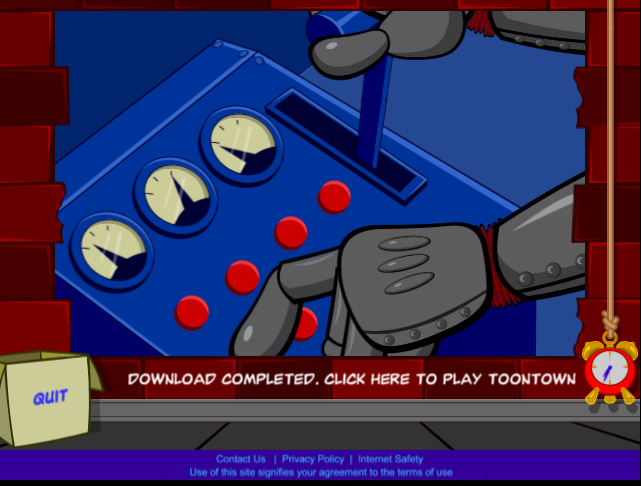 DOWNLOAD COMPLETED. CLICK HERE TO PLAY TOONTOWN
QUIT
Contact Us | Privacy Policy | Internet Safety
Use of this site signifies your agreement to the terms of use